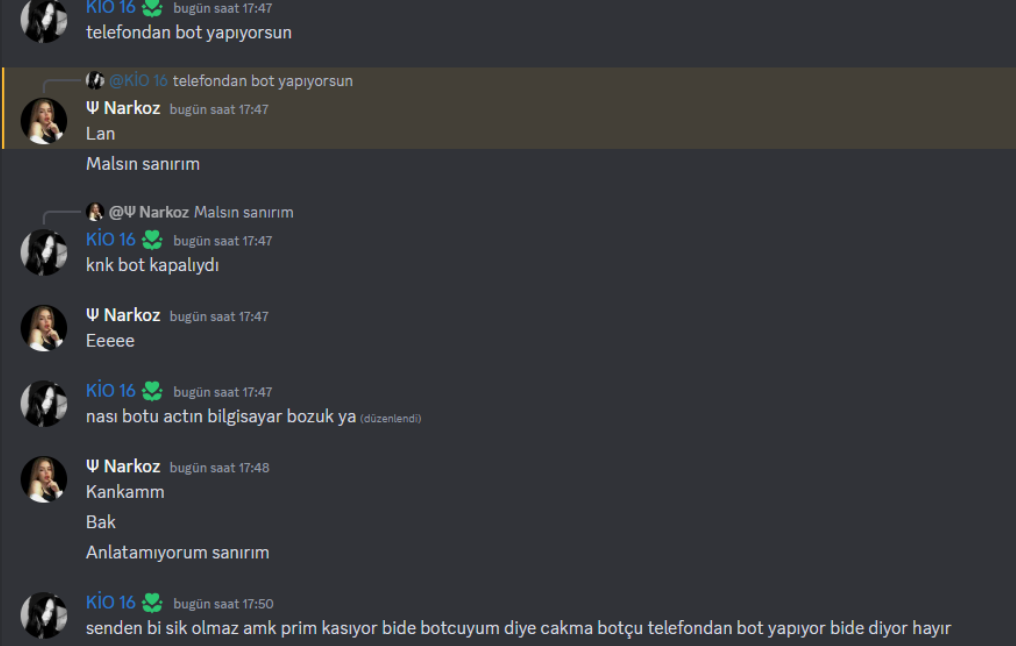 KİO 16 bugün saat 17:47
telefondan bot yapıyorsun
@KİO 16 telefondan bot yapıyorsun
Ψ Narkoz bugün saat 17:47
Lan
Malsın sanırım
@Ψ Narkoz Malsın sanırım
KİO 16 bugün saat 17:47
knk bot kapalıydı
Ψ Narkoz bugün saat 17:47
Eeeee
KİO 16 bugün saat 17:47
nası botu actın bilgisayar bozuk ya (düzenlendi)
Ψ Narkoz bugün saat 17:48
Kankamm
Bak
Anlatamıyorum sanırım
KİO 16 bugün saat 17:50
senden bi sik olmaz amk prim kasıyor bide botcuyum diye cakma botçu telefondan bot yapıyor bide diyor hayır